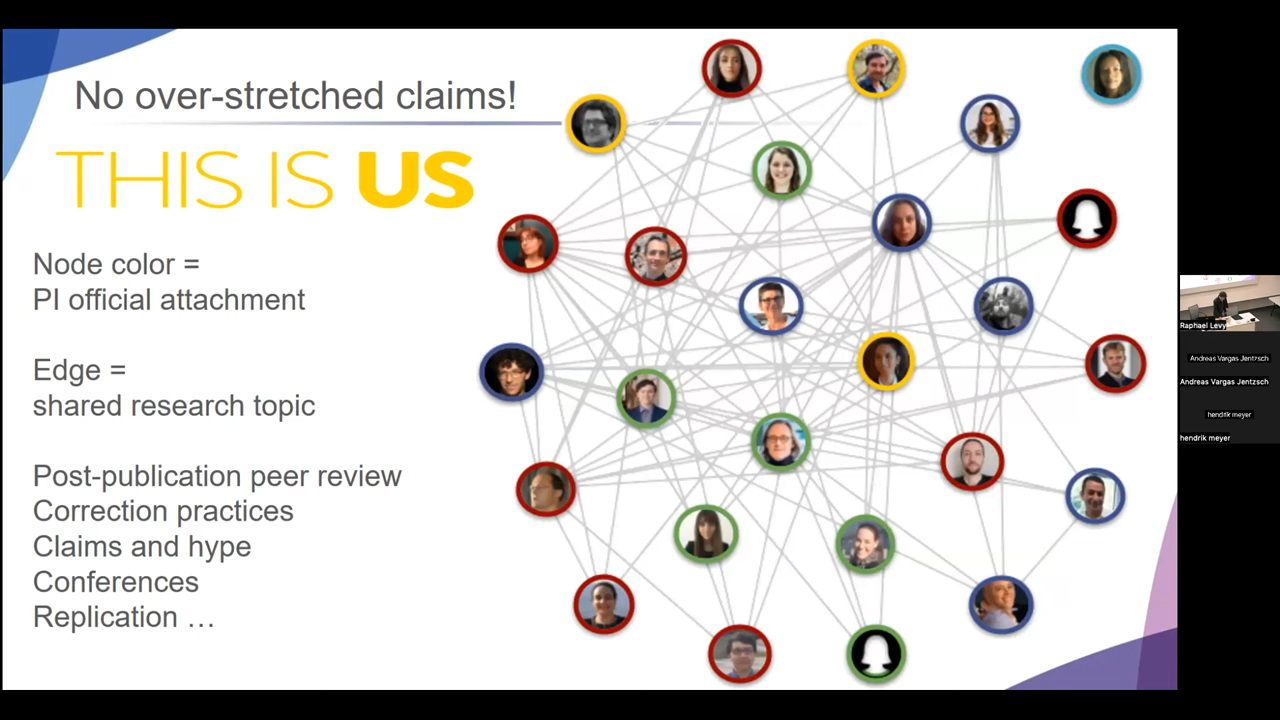 No over-stretched claims!
THIS IS US
Node color =
PI official attachment
Edge =
shared research topic
Post-publication peer review
Correction practices
Claims and hype
Conferences
Replication …
Raphael Levy
Andreas Vargas Jentzsch
Andreas Vargas Jentzsch
hendrik meyer
hendrik meyer